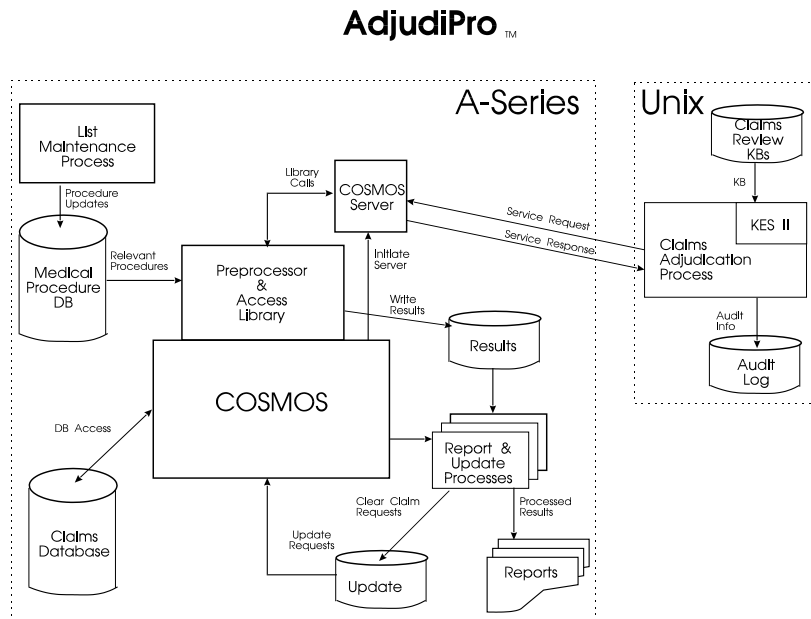 AdjudiPro TM
A-Series
Unix
List
Maintenance
Process
Procedure
Updates
Medical
Procedure
DB
Relevant
Procedures
Library
Calls
COSMOS
Server
Initiate
Server
Preprocessor
&
Access
Library
Write
Results
Service Request
Service Response
Claims
Review
KBs
KB
KES II
Claims
Adjudication
Process
Audit
Info
Audit
Log
Results
COSMOS
DB Access
Claims
Database
Report &
Update
Processes
Clear Claim
Requests
Processed
Results
Update
Requests
Update
Reports